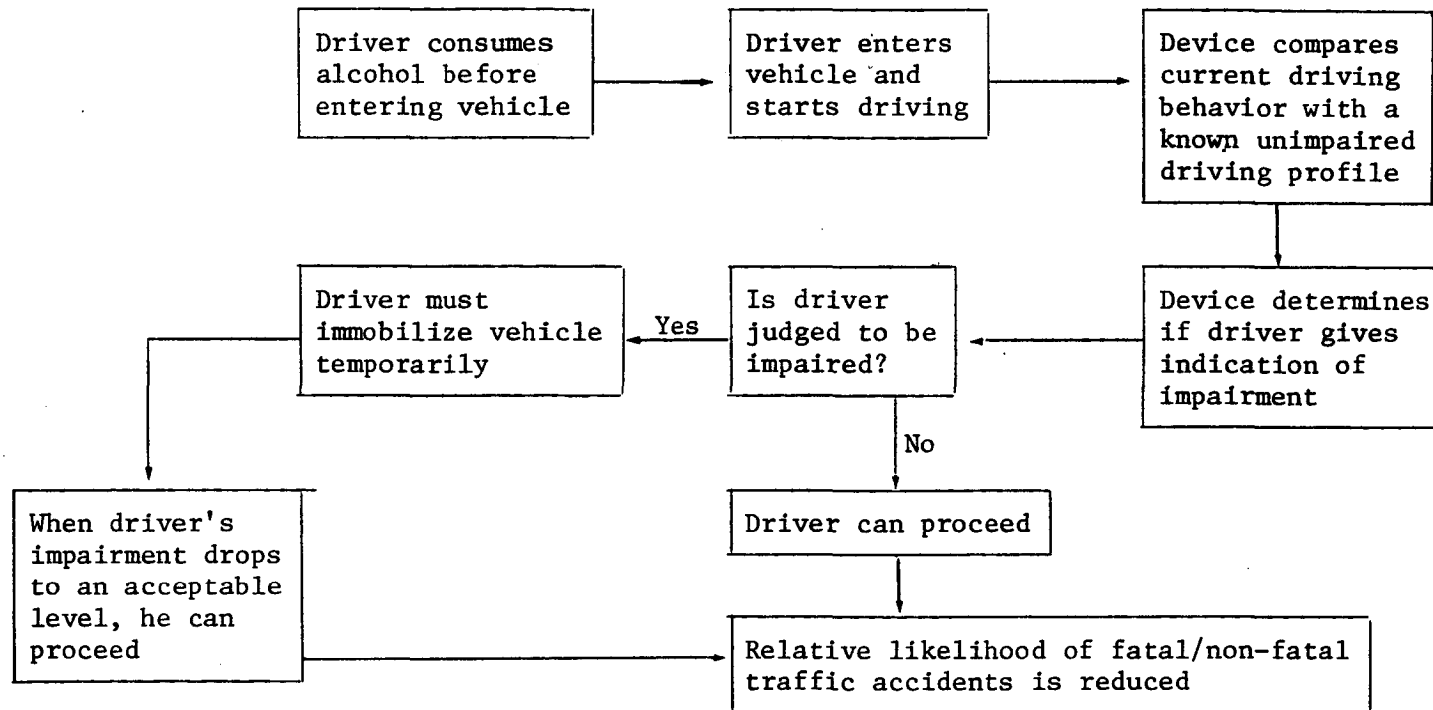 Driver consumes
alcohol before
entering vehicle
Driver enters
vehicle and
starts driving
Device compares
current driving
behavior with a
known unimpaired
driving profile
Device determines
if driver gives
indication of
impairment
Is driver
judged to be
impaired?
Yes
Driver must
immobilize vehicle
temporarily
No
When driver's
impairment drops
to an acceptable
level, he can
proceed
Driver can proceed
Relative likelihood of fatal/non-fatal
traffic accidents is reduced